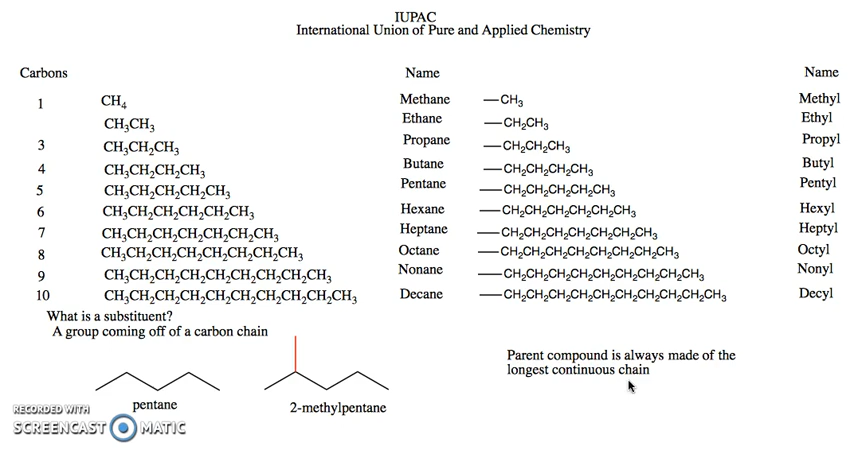 IUPAC
International Union of Pure and Applied Chemistry
Carbons Name Name
1 CH₄ Methane —CH₃ Methyl
CH₃CH₃ Ethane —CH₂CH₃ Ethyl
3 CH₃CH₂CH₃ Propane —CH₂CH₂CH₃ Propyl
4 CH₃CH₂CH₂CH₃ Butane —CH₂CH₂CH₂CH₃ Butyl
5 CH₃CH₂CH₂CH₂CH₃ Pentane —CH₂CH₂CH₂CH₂CH₃ Pentyl
6 CH₃CH₂CH₂CH₂CH₂CH₃ Hexane —CH₂CH₂CH₂CH₂CH₂CH₃ Hexyl
7 CH₃CH₂CH₂CH₂CH₂CH₂CH₃ Heptane —CH₂CH₂CH₂CH₂CH₂CH₂CH₃ Heptyl
8 CH₃CH₂CH₂CH₂CH₂CH₂CH₂CH₃ Octane —CH₂CH₂CH₂CH₂CH₂CH₂CH₂CH₃ Octyl
9 CH₃CH₂CH₂CH₂CH₂CH₂CH₂CH₂CH₃ Nonane —CH₂CH₂CH₂CH₂CH₂CH₂CH₂CH₂CH₃ Nonyl
10 CH₃CH₂CH₂CH₂CH₂CH₂CH₂CH₂CH₂CH₃ Decane —CH₂CH₂CH₂CH₂CH₂CH₂CH₂CH₂CH₂CH₃ Decyl
What is a substituent?
A group coming off of a carbon chain
Parent compound is always made of the
longest continuous chain
pentane
2-methylpentane
RECORDED WITH
SCREENCAST MATIC